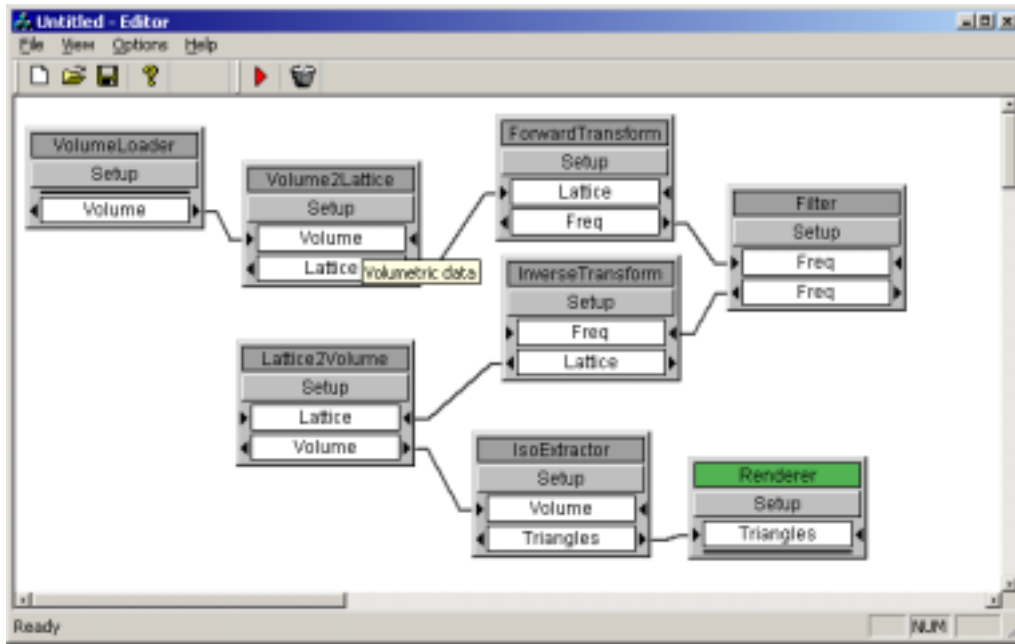 Untitled - Editor
File View Options Help
VolumeLoader
Setup
Volume
Volume2Lattice
Setup
Volume
Lattice
Volumetric data
ForwardTransform
Setup
Lattice
Freq
Filter
Setup
Freq
Freq
InverseTransform
Setup
Freq
Lattice
Lattice2Volume
Setup
Lattice
Volume
IsoExtractor
Setup
Volume
Triangles
Renderer
Setup
Triangles
Ready
NUM